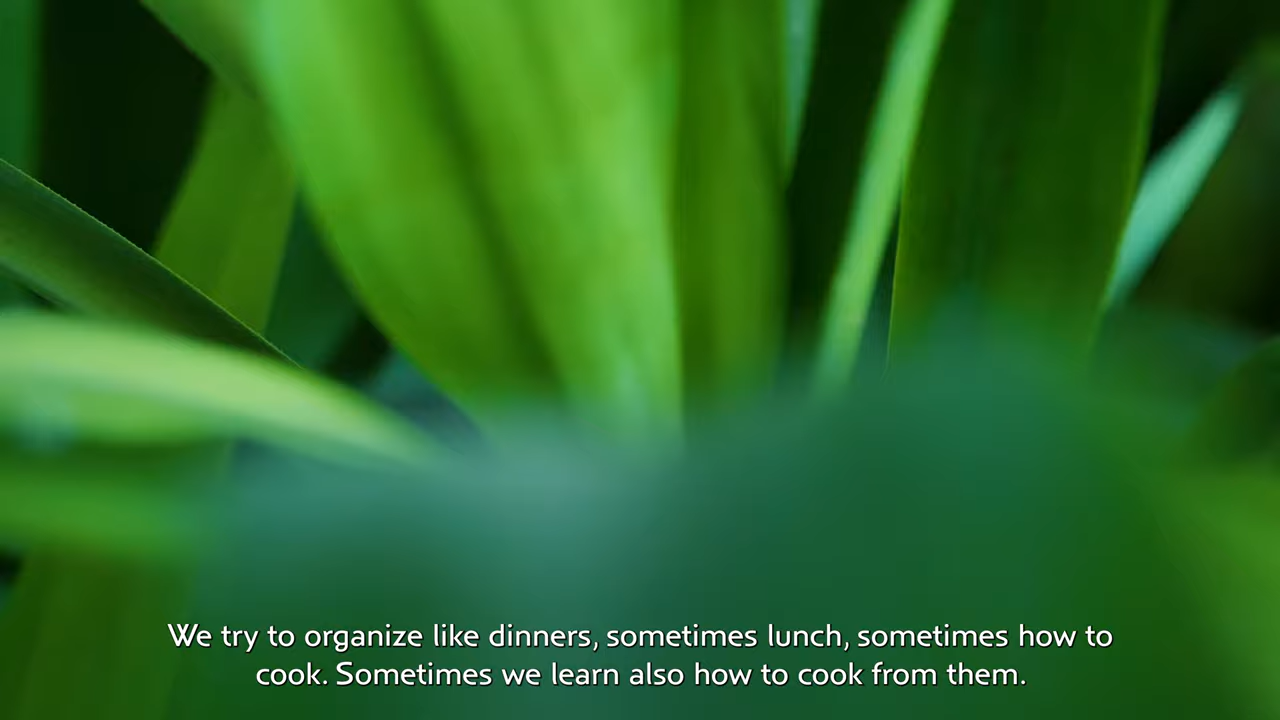 We try to organize like dinners, sometimes lunch, sometimes how to
cook. Sometimes we learn also how to cook from them.